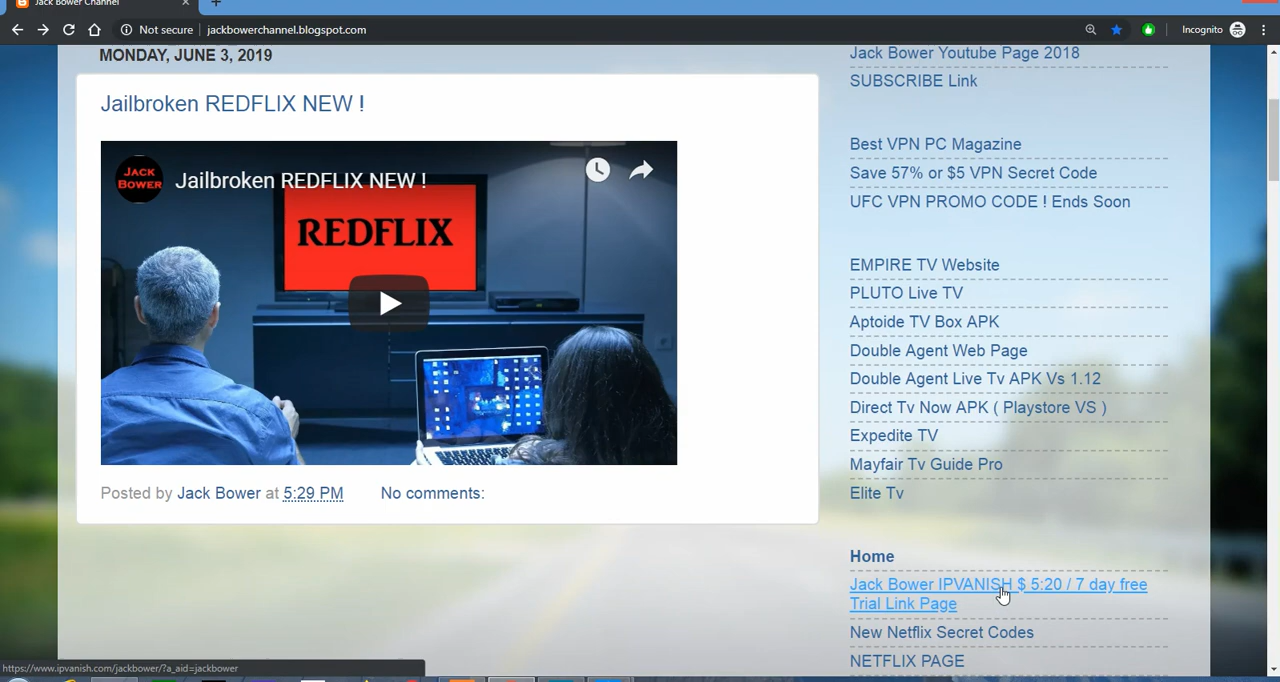 Jack Bower Channel
Not secure
jackbowerchannel.blogspot.com
Incognito
MONDAY, JUNE 3, 2019
Jailbroken REDFLIX NEW !
JACK
BOWER
Jailbroken REDFLIX NEW !
REDFLIX
Posted by Jack Bower at 5:29 PM
No comments:
Jack Bower Youtube Page 2018
SUBSCRIBE Link
Best VPN PC Magazine
Save 57% or $5 VPN Secret Code
UFC VPN PROMO CODE ! Ends Soon
EMPIRE TV Website
PLUTO Live TV
Aptoide TV Box APK
Double Agent Web Page
Double Agent Live Tv APK Vs 1.12
Direct Tv Now APK ( Playstore VS )
Expedite TV
Mayfair Tv Guide Pro
Elite Tv
Home
Jack Bower IPVANISH $ 5:20 / 7 day free
Trial Link Page
New Netflix Secret Codes
NETFLIX PAGE
https://www.ipvanish.com/jackbower/?a_aid=jackbower